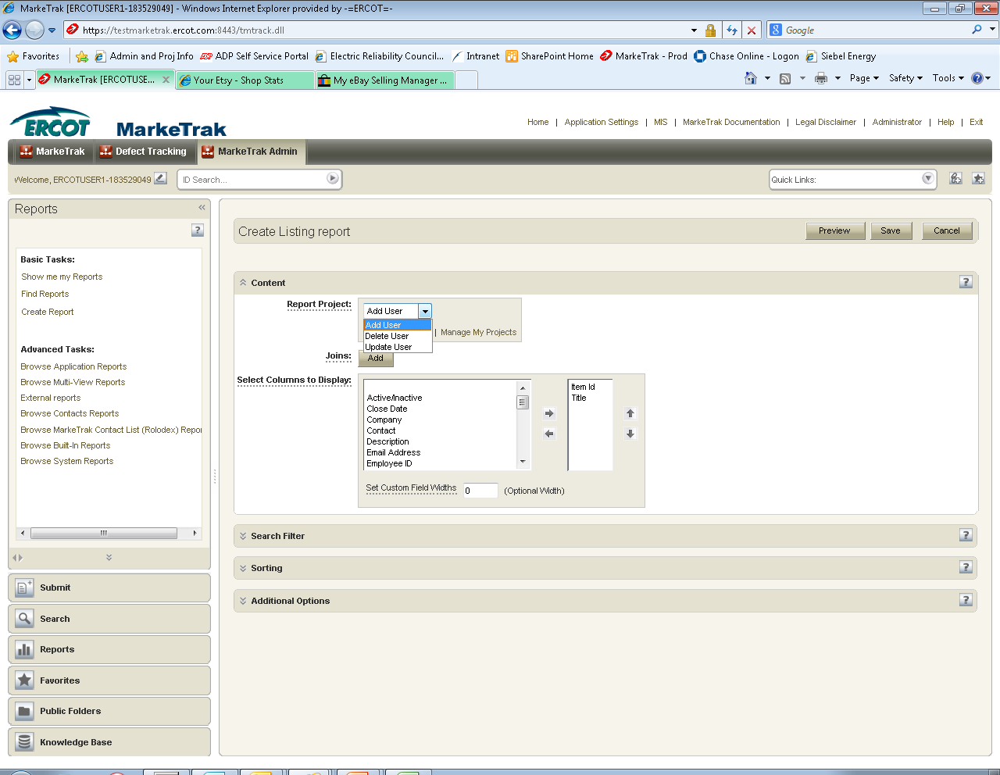 MarkeTrak [ERCOTUSER1-183529049] - Windows Internet Explorer provided by -=ERCOT=-
https://testmarketrak.ercot.com:8443/tmtrack.dll
Google
Favorites
Admin and Proj Info
ADP Self Service Portal
Electric Reliability Council...
Intranet
SharePoint Home
MarkeTrak - Prod
Chase Online - Logon
Siebel Energy
MarkeTrak [ERCOTUSE...
Your Etsy - Shop Stats
My eBay Selling Manager ...
Page
Safety
Tools
ERCOT
MarkeTrak
Home | Application Settings | MIS | MarkeTrak Documentation | Legal Disclaimer | Administrator | Help | Exit
MarkeTrak
Defect Tracking
MarkeTrak Admin
Welcome, ERCOTUSER1-183529049
ID Search...
Quick Links:
Reports
Basic Tasks:
Show me my Reports
Find Reports
Create Report
Advanced Tasks:
Browse Application Reports
Browse Multi-View Reports
External reports
Browse Contacts Reports
Browse MarkeTrak Contact List (Rolodex) Repor
Browse Built-In Reports
Browse System Reports
Submit
Search
Reports
Favorites
Public Folders
Knowledge Base
Create Listing report
Preview
Save
Cancel
Content
Report Project:
Add User
Add User
Delete User
Update User
| Manage My Projects
Joins:
Add
Select Columns to Display:
Active/Inactive
Close Date
Company
Contact
Description
Email Address
Employee ID
Item Id
Title
Set Custom Field Widths
0
(Optional Width)
Search Filter
Sorting
Additional Options